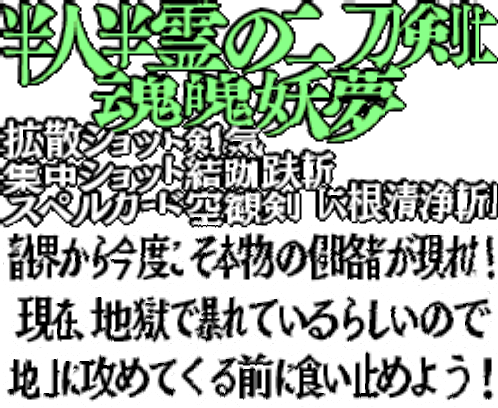 半人半霊の二刀剣士
魂魄妖夢
拡散ショット剣気
集中ショット結跏趺斬
スペルカード空観剣「六根清浄斬」
界から今度こそ本物の侵略者が現れ!
現在、地獄で暴れているらしいので
地上に攻めてくる前に食い止めよう!